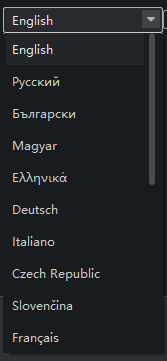 English
English
Русский
Български
Magyar
Ελληνικά
Deutsch
Italiano
Czech Republic
Slovenčina
Français